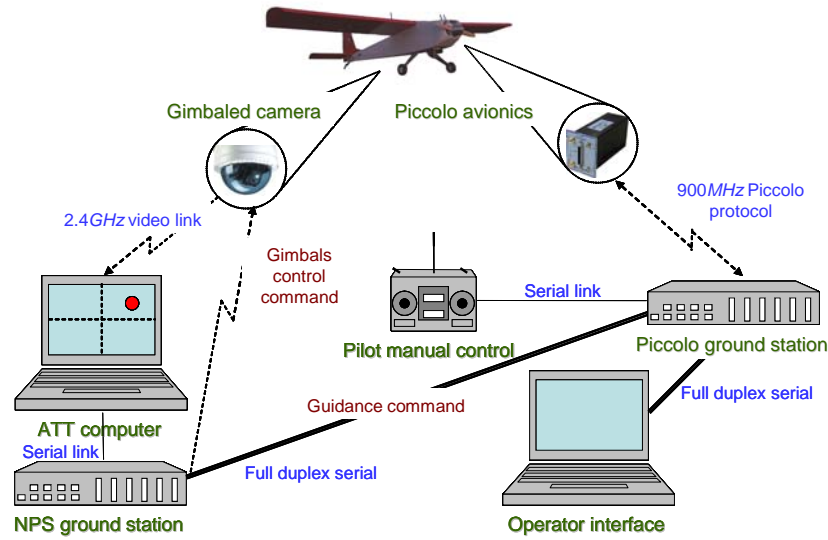 Gimbaled camera
Piccolo avionics
2.4GHz video link
900MHz Piccolo
protocol
Gimbals
control
command
Serial link
Pilot manual control
Piccolo ground station
Guidance command
Full duplex serial
ATT computer
Serial link
Full duplex serial
NPS ground station
Operator interface